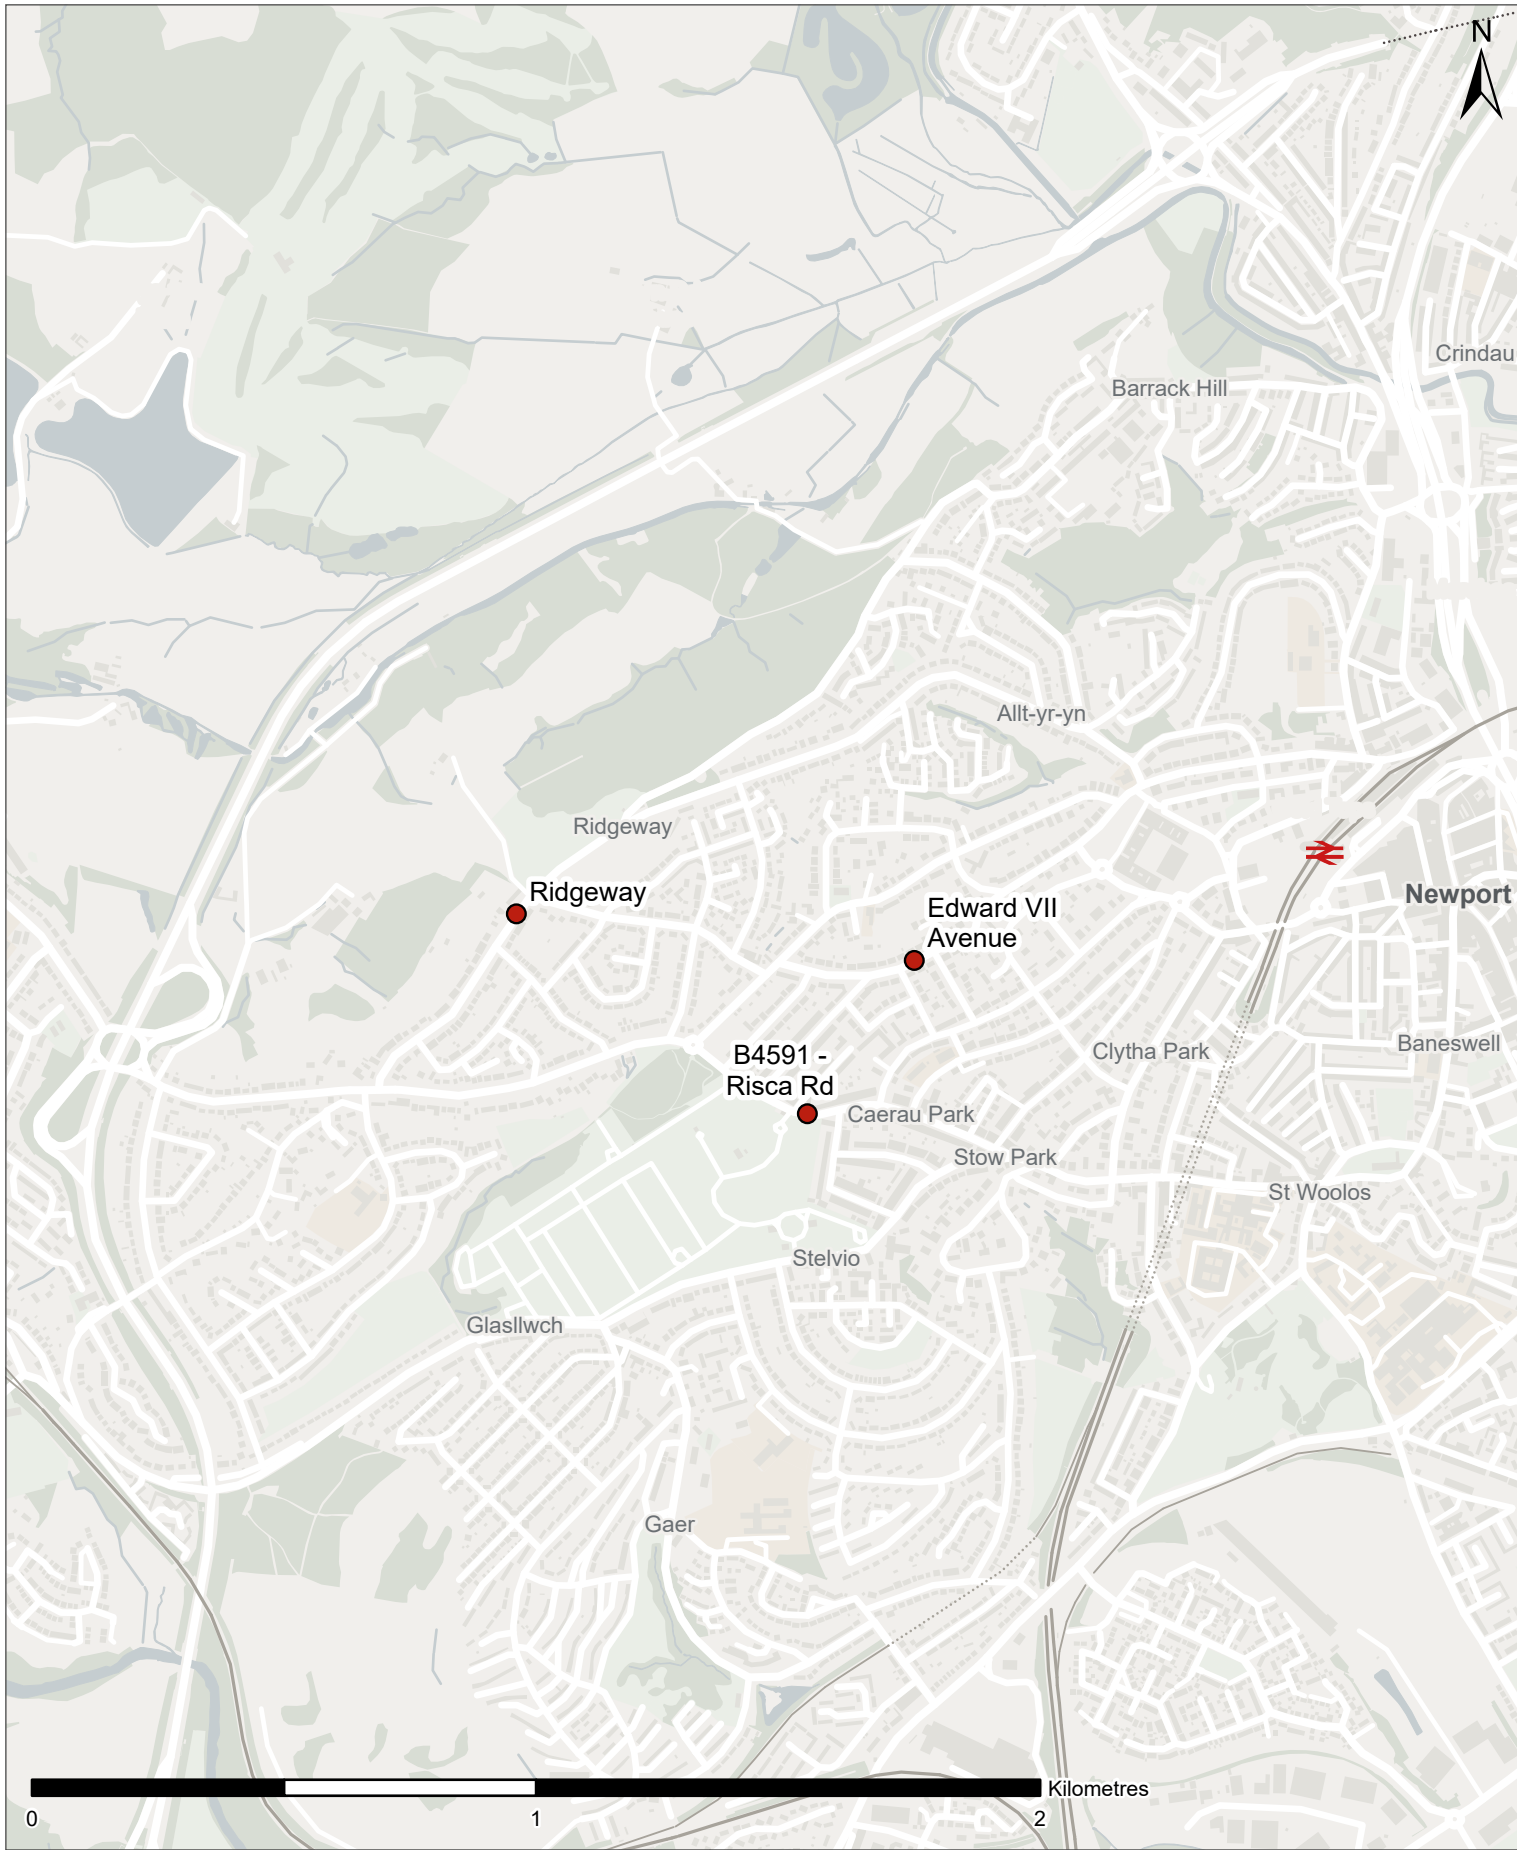 N
Crindau
Barrack Hill
Allt-yr-yn
Ridgeway
Ridgeway
Newport
Edward VII
Avenue
Baneswell
Clytha Park
B4591 -
Risca Rd
Caerau Park
Stow Park
St Woolos
Stelvio
Glasllwch
Gaer
Kilometres
0
1
2